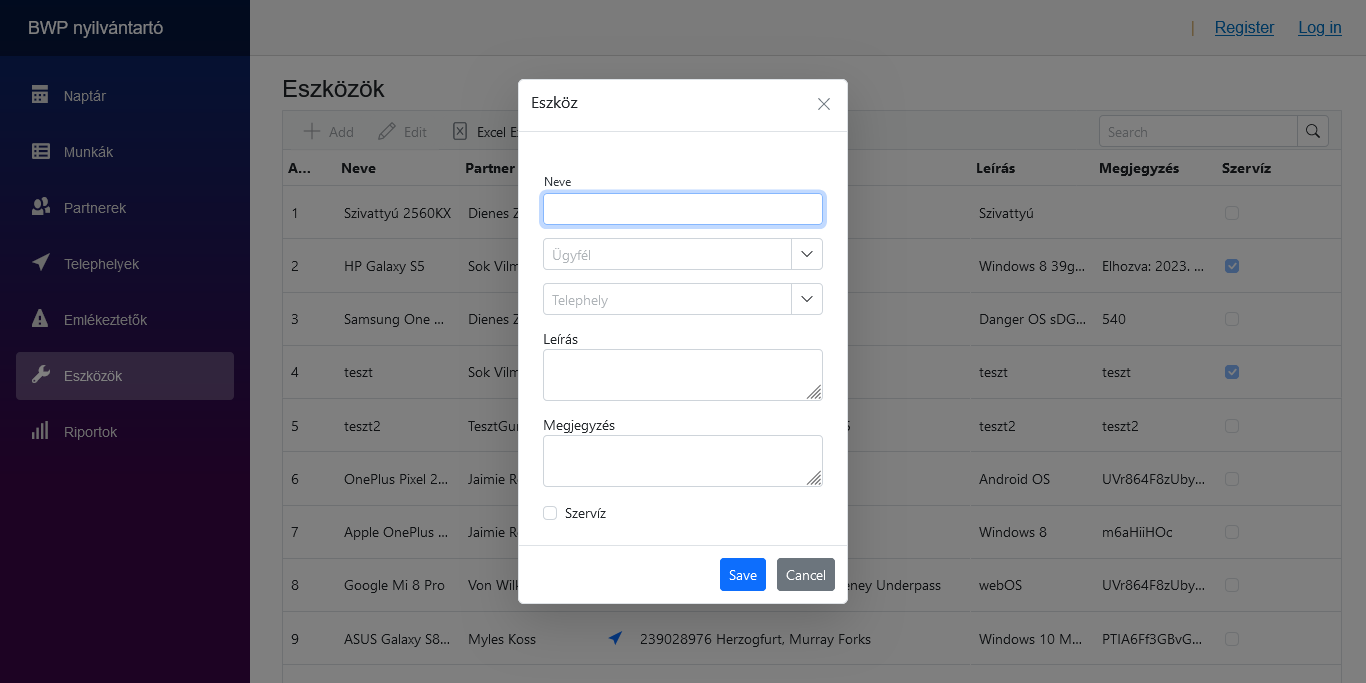 BWP nyilvántartó
| Register Log in
Naptár
Munkák
Partnerek
Telephelyek
Emlékeztetők
Eszközök
Riportok
Eszközök
Add Edit Excel E
Search
A... Neve Partner Leírás Megjegyzés Szervíz
1 Szivattyú 2560KX Dienes Z Szivattyú
2 HP Galaxy S5 Sok Vilm Windows 8 39g... Elhozva: 2023. ...
3 Samsung One ... Dienes Z Danger OS sDG... 540
4 teszt Sok Vilm teszt teszt
5 teszt2 TesztGu teszt2 teszt2
6 OnePlus Pixel 2... Jaimie R Android OS UVr864F8zUby...
7 Apple OnePlus ... Jaimie R Windows 8 m6aHiiHOc
8 Google Mi 8 Pro Von Wilk ney Underpass webOS UVr864F8zUby...
9 ASUS Galaxy S8... Myles Koss 239028976 Herzogfurt, Murray Forks Windows 10 M... PTIA6Ff3GBvG...
Eszköz
Neve
Ügyfél
Telephely
Leírás
Megjegyzés
Szervíz
Save Cancel